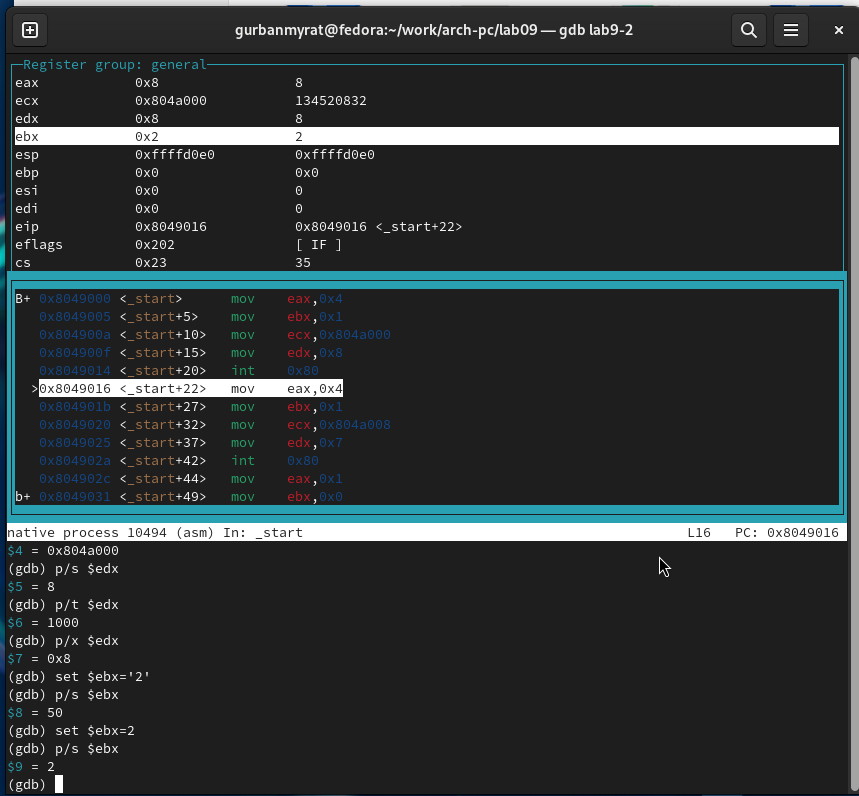 gurbanmyrat@fedora:~/work/arch-pc/lab09 — gdb lab9-2
Register group: general
eax 0x8 8
ecx 0x804a000 134520832
edx 0x8 8
ebx 0x2 2
esp 0xffffd0e0 0xffffd0e0
ebp 0x0 0x0
esi 0x0 0
edi 0x0 0
eip 0x8049016 0x8049016 <_start+22>
eflags 0x202 [ IF ]
cs 0x23 35
B+ 0x8049000 <_start> mov eax,0x4
0x8049005 <_start+5> mov ebx,0x1
0x804900a <_start+10> mov ecx,0x804a000
0x804900f <_start+15> mov edx,0x8
0x8049014 <_start+20> int 0x80
>0x8049016 <_start+22> mov eax,0x4
0x804901b <_start+27> mov ebx,0x1
0x8049020 <_start+32> mov ecx,0x804a008
0x8049025 <_start+37> mov edx,0x7
0x804902a <_start+42> int 0x80
0x804902c <_start+44> mov eax,0x1
b+ 0x8049031 <_start+49> mov ebx,0x0
native process 10494 (asm) In: _start L16 PC: 0x8049016
$4 = 0x804a000
(gdb) p/s $edx
$5 = 8
(gdb) p/t $edx
$6 = 1000
(gdb) p/x $edx
$7 = 0x8
(gdb) set $ebx='2'
(gdb) p/s $ebx
$8 = 50
(gdb) set $ebx=2
(gdb) p/s $ebx
$9 = 2
(gdb)